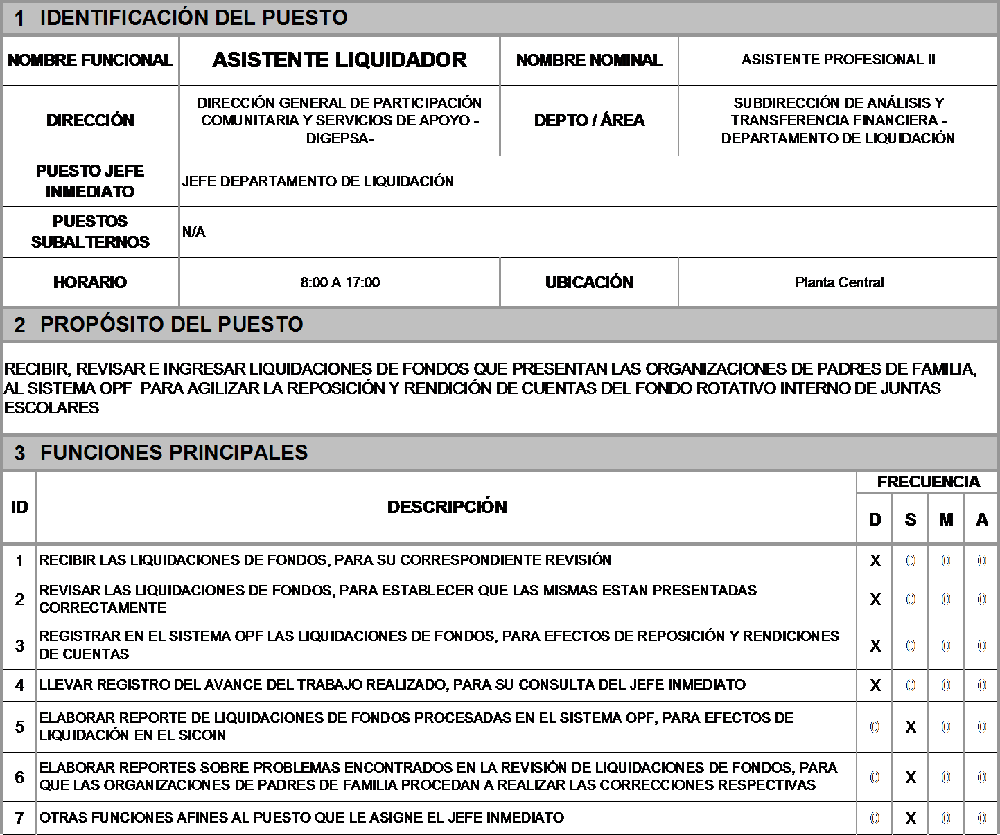 1 IDENTIFICACIÓN DEL PUESTO
NOMBRE FUNCIONAL ASISTENTE LIQUIDADOR NOMBRE NOMINAL ASISTENTE PROFESIONAL II
DIRECCIÓN
DIRECCIÓN GENERAL DE PARTICIPACIÓN
COMUNITARIA Y SERVICIOS DE APOYO -
DIGEPSA-
DEPTO / ÁREA
SUBDIRECCIÓN DE ANÁLISIS Y
TRANSFERENCIA FINANCIERA -
DEPARTAMENTO DE LIQUIDACIÓN
PUESTO JEFE
INMEDIATO
JEFE DEPARTAMENTO DE LIQUIDACIÓN
PUESTOS
SUBALTERNOS
N/A
HORARIO 8:00 A 17:00 UBICACIÓN Planta Central
2 PROPÓSITO DEL PUESTO
RECIBIR, REVISAR E INGRESAR LIQUIDACIONES DE FONDOS QUE PRESENTAN LAS ORGANIZACIONES DE PADRES DE FAMILIA,
AL SISTEMA OPF PARA AGILIZAR LA REPOSICIÓN Y RENDICIÓN DE CUENTAS DEL FONDO ROTATIVO INTERNO DE JUNTAS
ESCOLARES
3 FUNCIONES PRINCIPALES
ID DESCRIPCIÓN FRECUENCIA
D S M A
1 RECIBIR LAS LIQUIDACIONES DE FONDOS, PARA SU CORRESPONDIENTE REVISIÓN X 0 0 0
2 REVISAR LAS LIQUIDACIONES DE FONDOS, PARA ESTABLECER QUE LAS MISMAS ESTAN PRESENTADAS
CORRECTAMENTE X 0 0 0
3 REGISTRAR EN EL SISTEMA OPF LAS LIQUIDACIONES DE FONDOS, PARA EFECTOS DE REPOSICIÓN Y RENDICIONES
DE CUENTAS X 0 0 0
4 LLEVAR REGISTRO DEL AVANCE DEL TRABAJO REALIZADO, PARA SU CONSULTA DEL JEFE INMEDIATO X 0 0 0
5 ELABORAR REPORTE DE LIQUIDACIONES DE FONDOS PROCESADAS EN EL SISTEMA OPF, PARA EFECTOS DE
LIQUIDACIÓN EN EL SICOIN 0 X 0 0
6 ELABORAR REPORTES SOBRE PROBLEMAS ENCONTRADOS EN LA REVISIÓN DE LIQUIDACIONES DE FONDOS, PARA
QUE LAS ORGANIZACIONES DE PADRES DE FAMILIA PROCEDAN A REALIZAR LAS CORRECCIONES RESPECTIVAS 0 X 0 0
7 OTRAS FUNCIONES AFINES AL PUESTO QUE LE ASIGNE EL JEFE INMEDIATO 0 X 0 0